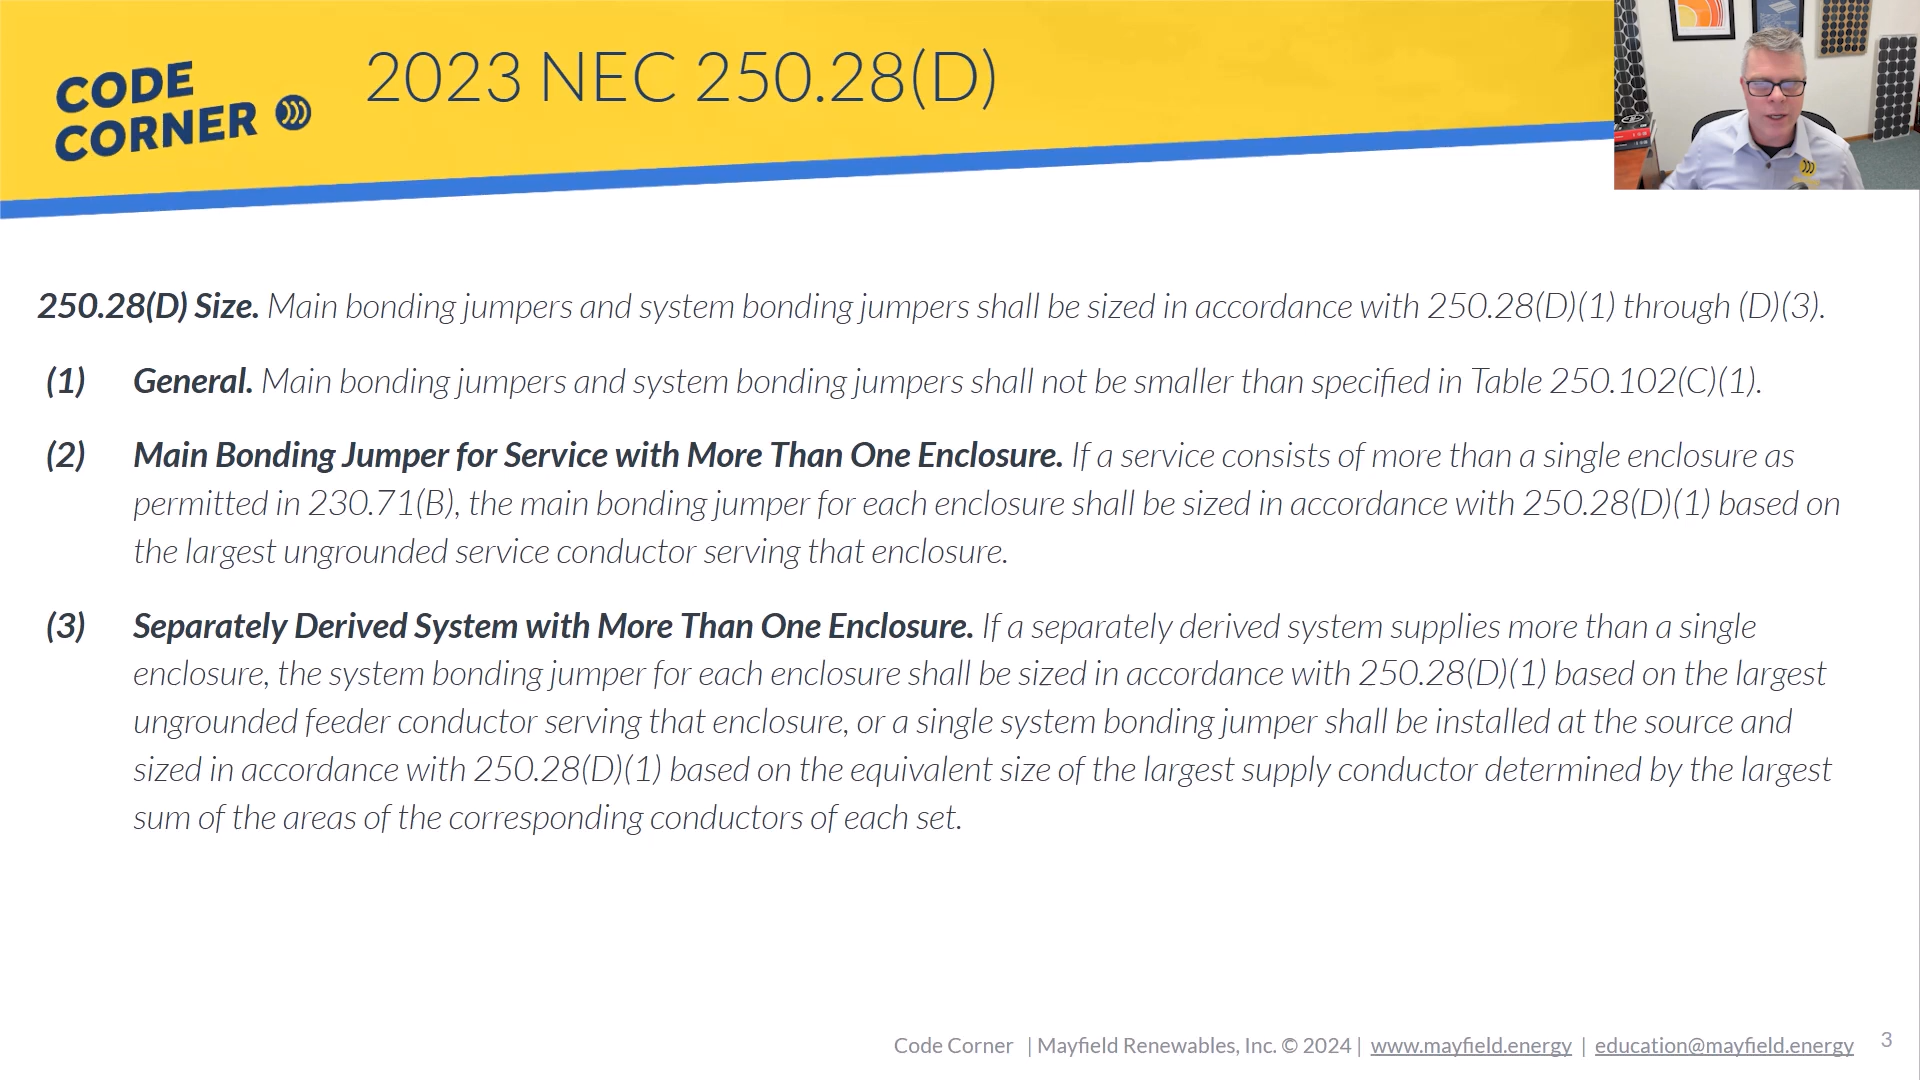 CODE
CORNER
2023 NEC 250.28(D)
250.28(D) Size. Main bonding jumpers and system bonding jumpers shall be sized in accordance with 250.28(D)(1) through (D)(3).
(1) General. Main bonding jumpers and system bonding jumpers shall not be smaller than specified in Table 250.102(C)(1).
(2) Main Bonding Jumper for Service with More Than One Enclosure. If a service consists of more than a single enclosure as
permitted in 230.71(B), the main bonding jumper for each enclosure shall be sized in accordance with 250.28(D)(1) based on
the largest ungrounded service conductor serving that enclosure.
(3) Separately Derived System with More Than One Enclosure. If a separately derived system supplies more than a single
enclosure, the system bonding jumper for each enclosure shall be sized in accordance with 250.28(D)(1) based on the largest
ungrounded feeder conductor serving that enclosure, or a single system bonding jumper shall be installed at the source and
sized in accordance with 250.28(D)(1) based on the equivalent size of the largest supply conductor determined by the largest
sum of the areas of the corresponding conductors of each set.
Code Corner | Mayfield Renewables, Inc. © 2024 | www.mayfield.energy | education@mayfield.energy 3